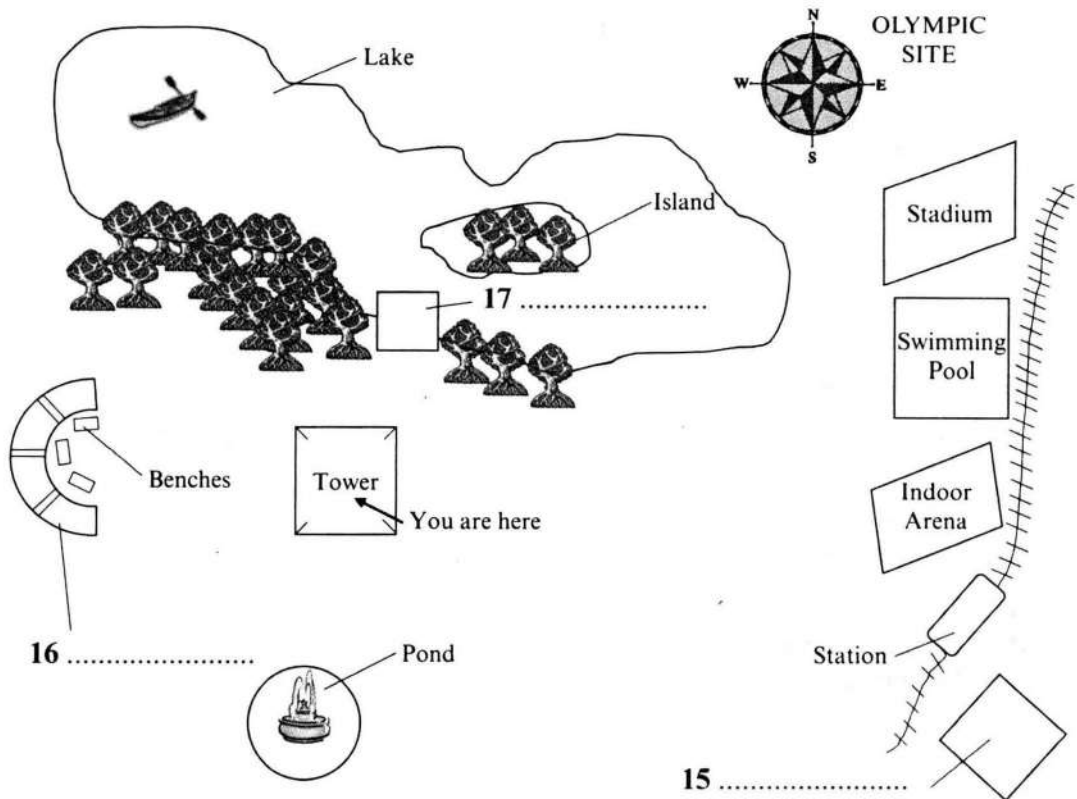 N
OLYMPIC
SITE
Lake
W
E
S
Island
Stadium
17 ........................
Swimming
Pool
Benches
Tower
Indoor
Arena
You are here
16 ........................
Pond
Station
15 ........................